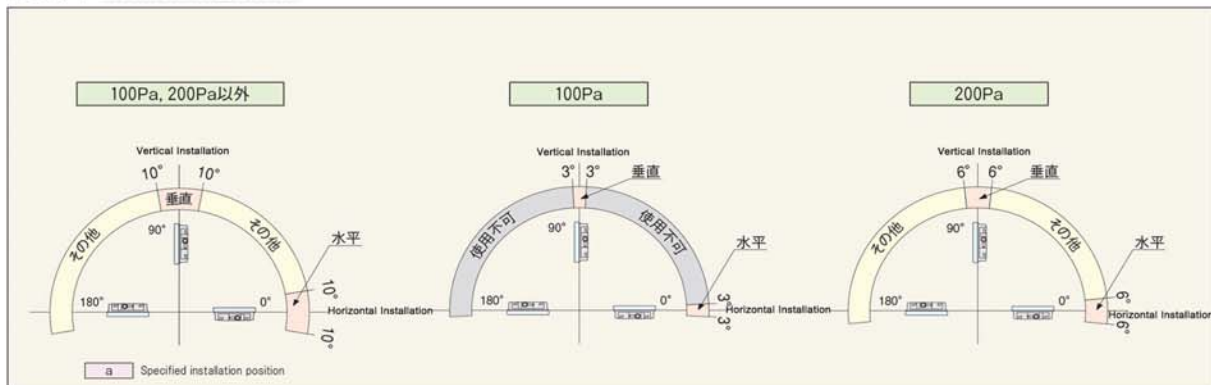 100Pa, 200Pa以外
Vertical Installation
10°
10°
垂直
その他
その他
90°
水平
10°
180°
0°
Horizontal Installation
10°
100Pa
Vertical Installation
3°
3°
垂直
使用不可
使用不可
90°
水平
3°
180°
0°
Horizontal Installation
3°
200Pa
Vertical Installation
6°
6°
垂直
その他
その他
90°
水平
6°
180°
0°
Horizontal Installation
6°
a Specified installation position